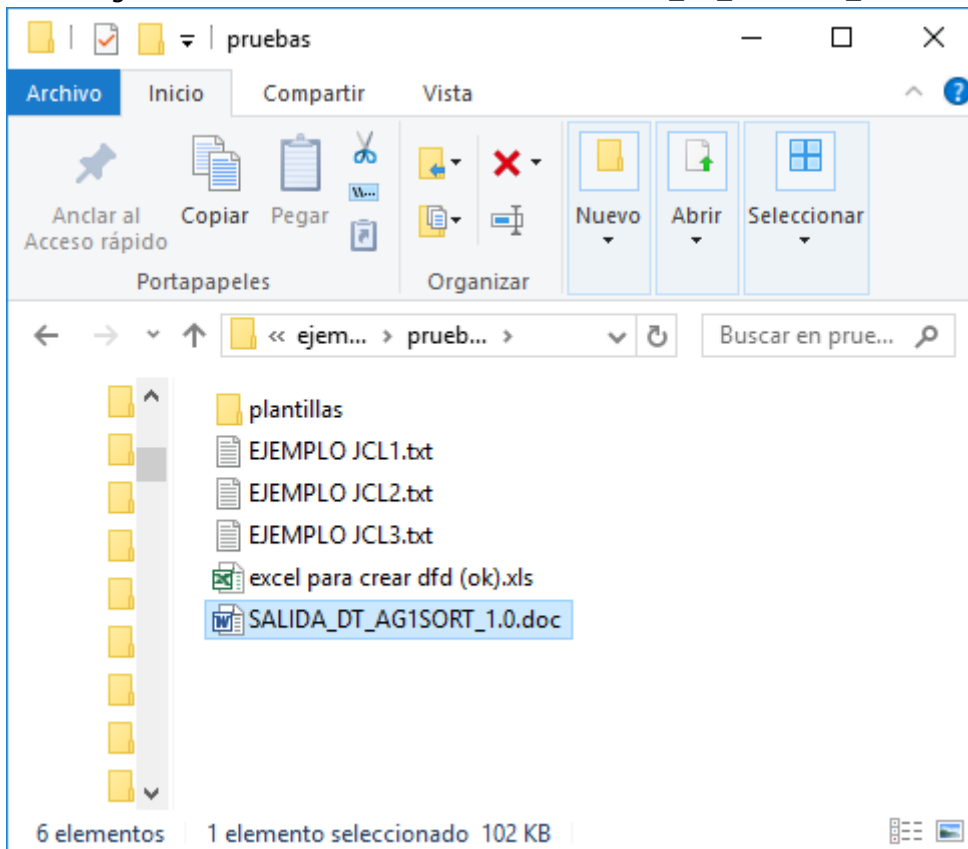 pruebas
Archivo Inicio Compartir Vista
Anclar al Acceso rápido
Copiar
Pegar
W...
Nuevo
Abrir
Seleccionar
Portapapeles
Organizar
« ejem... › prueb... ›
Buscar en prue...
plantillas
EJEMPLO JCL1.txt
EJEMPLO JCL2.txt
EJEMPLO JCL3.txt
excel para crear dfd (ok).xls
SALIDA_DT_AG1SORT_1.0.doc
6 elementos 1 elemento seleccionado 102 KB